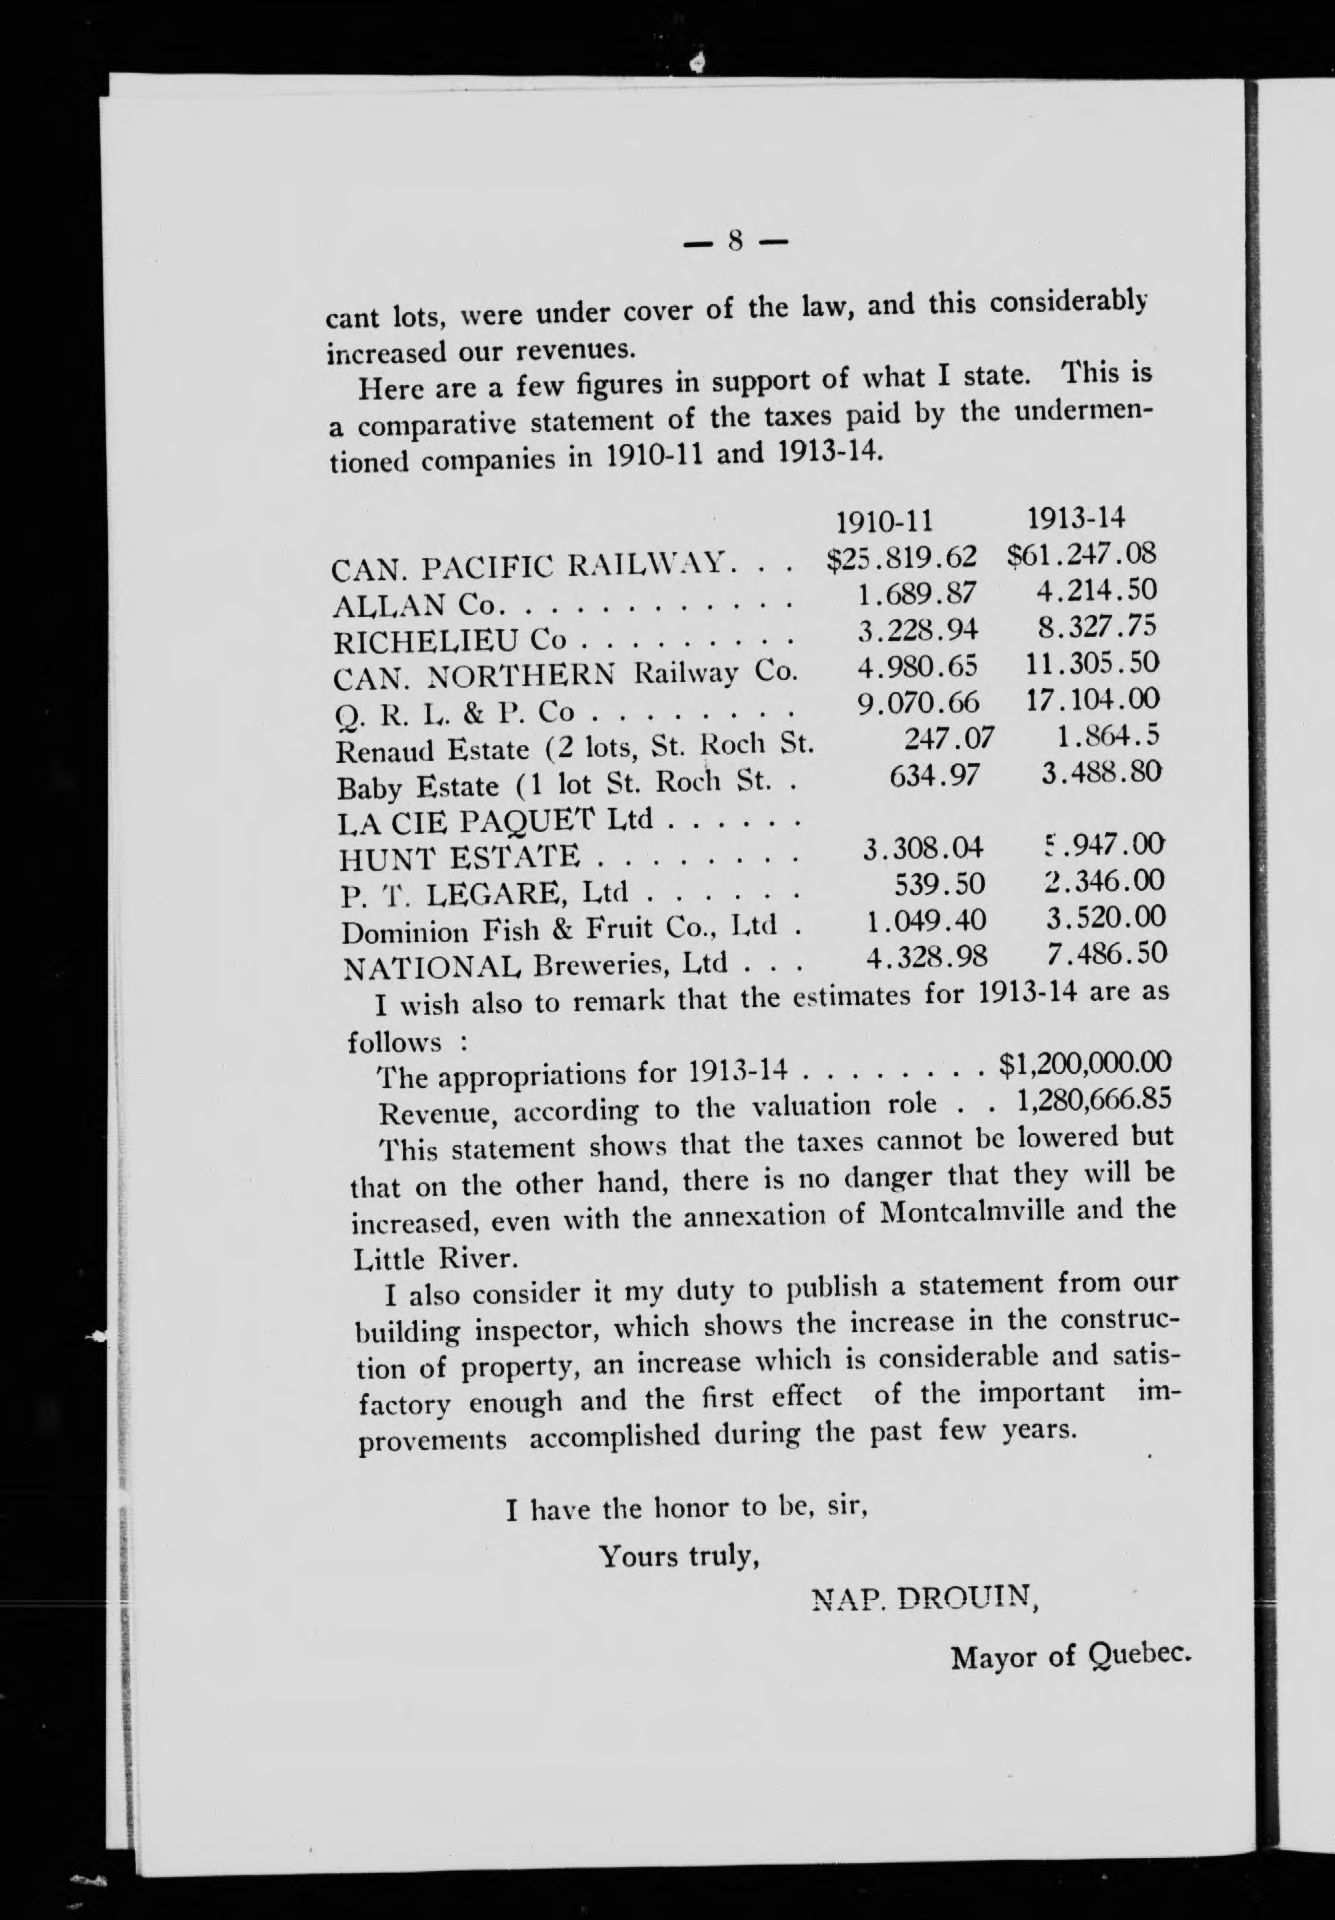 — 8 —
cant lots, were under cover of the law, and this considerably
increased our revenues.
Here are a few figures in support of what I state. This is
a comparative statement of the taxes paid by the undermen-
tioned companies in 1910-11 and 1913-14.
1910-11 1913-14
CAN. PACIFIC RAILWAY. . . $25.819.62 $61.247.08
ALLAN Co. . . . . . . . . . . . 1.689.87 4.214.50
RICHELIEU Co . . . . . . . . . 3.228.94 8.327.75
CAN. NORTHERN Railway Co. 4.980.65 11.305.50
Q. R. L. & P. Co . . . . . . . . 9.070.66 17.104.00
Renaud Estate (2 lots, St. Roch St. 247.07 1.864.5
Baby Estate (1 lot St. Roch St. . 634.97 3.488.80
LA CIE PAQUET Ltd . . . . . .
HUNT ESTATE . . . . . . . . 3.308.04 .947.00
P. T. LEGARE, Ltd . . . . . . 539.50 2.346.00
Dominion Fish & Fruit Co., Ltd . 1.049.40 3.520.00
NATIONAL Breweries, Ltd . . . 4.328.98 7.486.50
I wish also to remark that the estimates for 1913-14 are as
follows :
The appropriations for 1913-14 . . . . . . . . $1,200,000.00
Revenue, according to the valuation role . . 1,280,666.85
This statement shows that the taxes cannot be lowered but
that on the other hand, there is no danger that they will be
increased, even with the annexation of Montcalmville and the
Little River.
I also consider it my duty to publish a statement from our
building inspector, which shows the increase in the construc-
tion of property, an increase which is considerable and satis-
factory enough and the first effect of the important im-
provements accomplished during the past few years.
I have the honor to be, sir,
Yours truly,
NAP. DROUIN,
Mayor of Quebec.